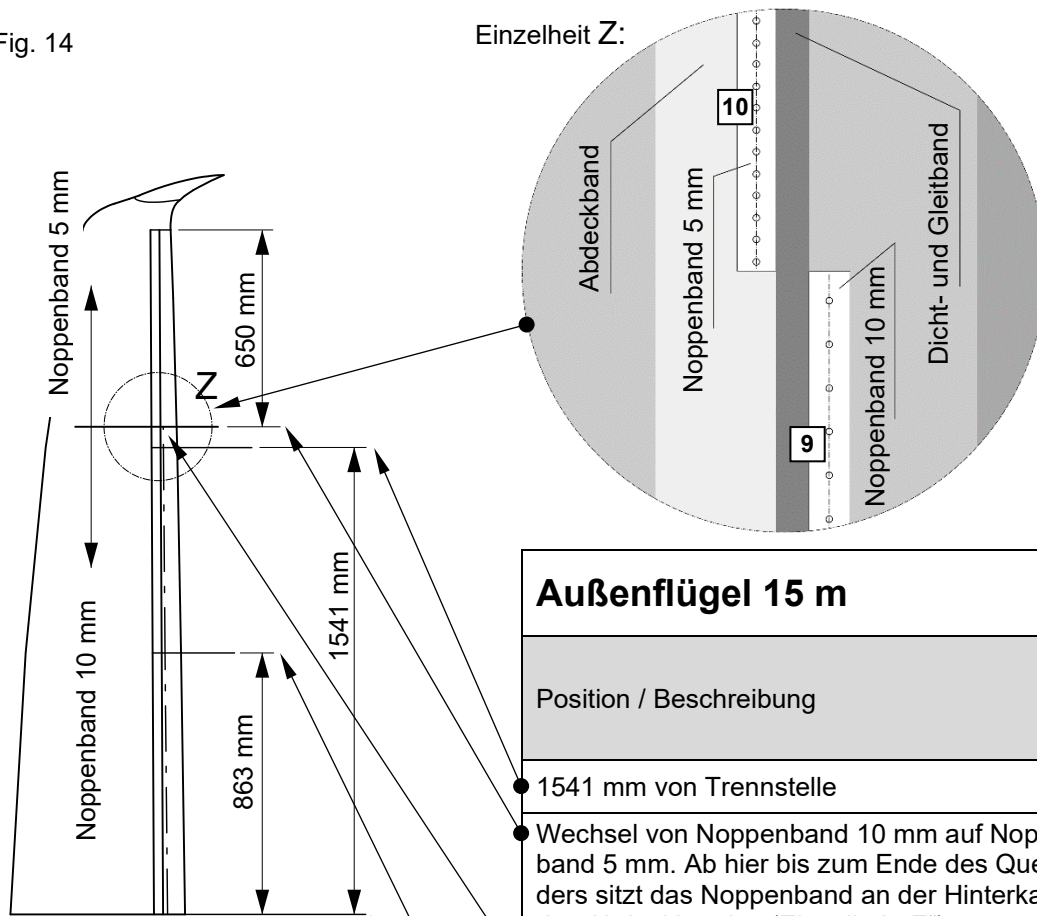 Fig. 14
Einzelheit Z:
Abdeckband
10
Noppenband 5 mm
Dicht- und Gleitband
Noppenband 10 mm
9
Noppenband 5 mm
650 mm
Z
1541 mm
Noppenband 10 mm
863 mm
Außenflügel 15 m
Position / Beschreibung
1541 mm von Trennstelle
Wechsel von Noppenband 10 mm auf Nop
band 5 mm. Ab hier bis zum Ende des Que
ders sitzt das Noppenband an der Hinterka